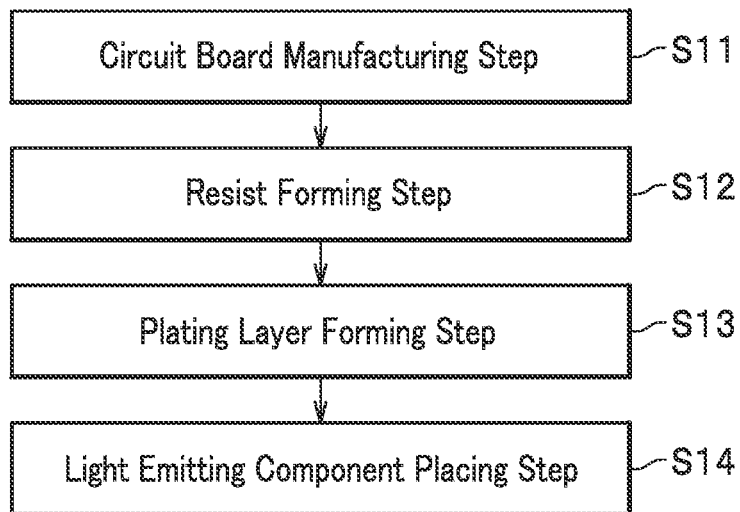 Circuit Board Manufacturing Step S11
Resist Forming Step S12
Plating Layer Forming Step S13
Light Emitting Component Placing Step S14